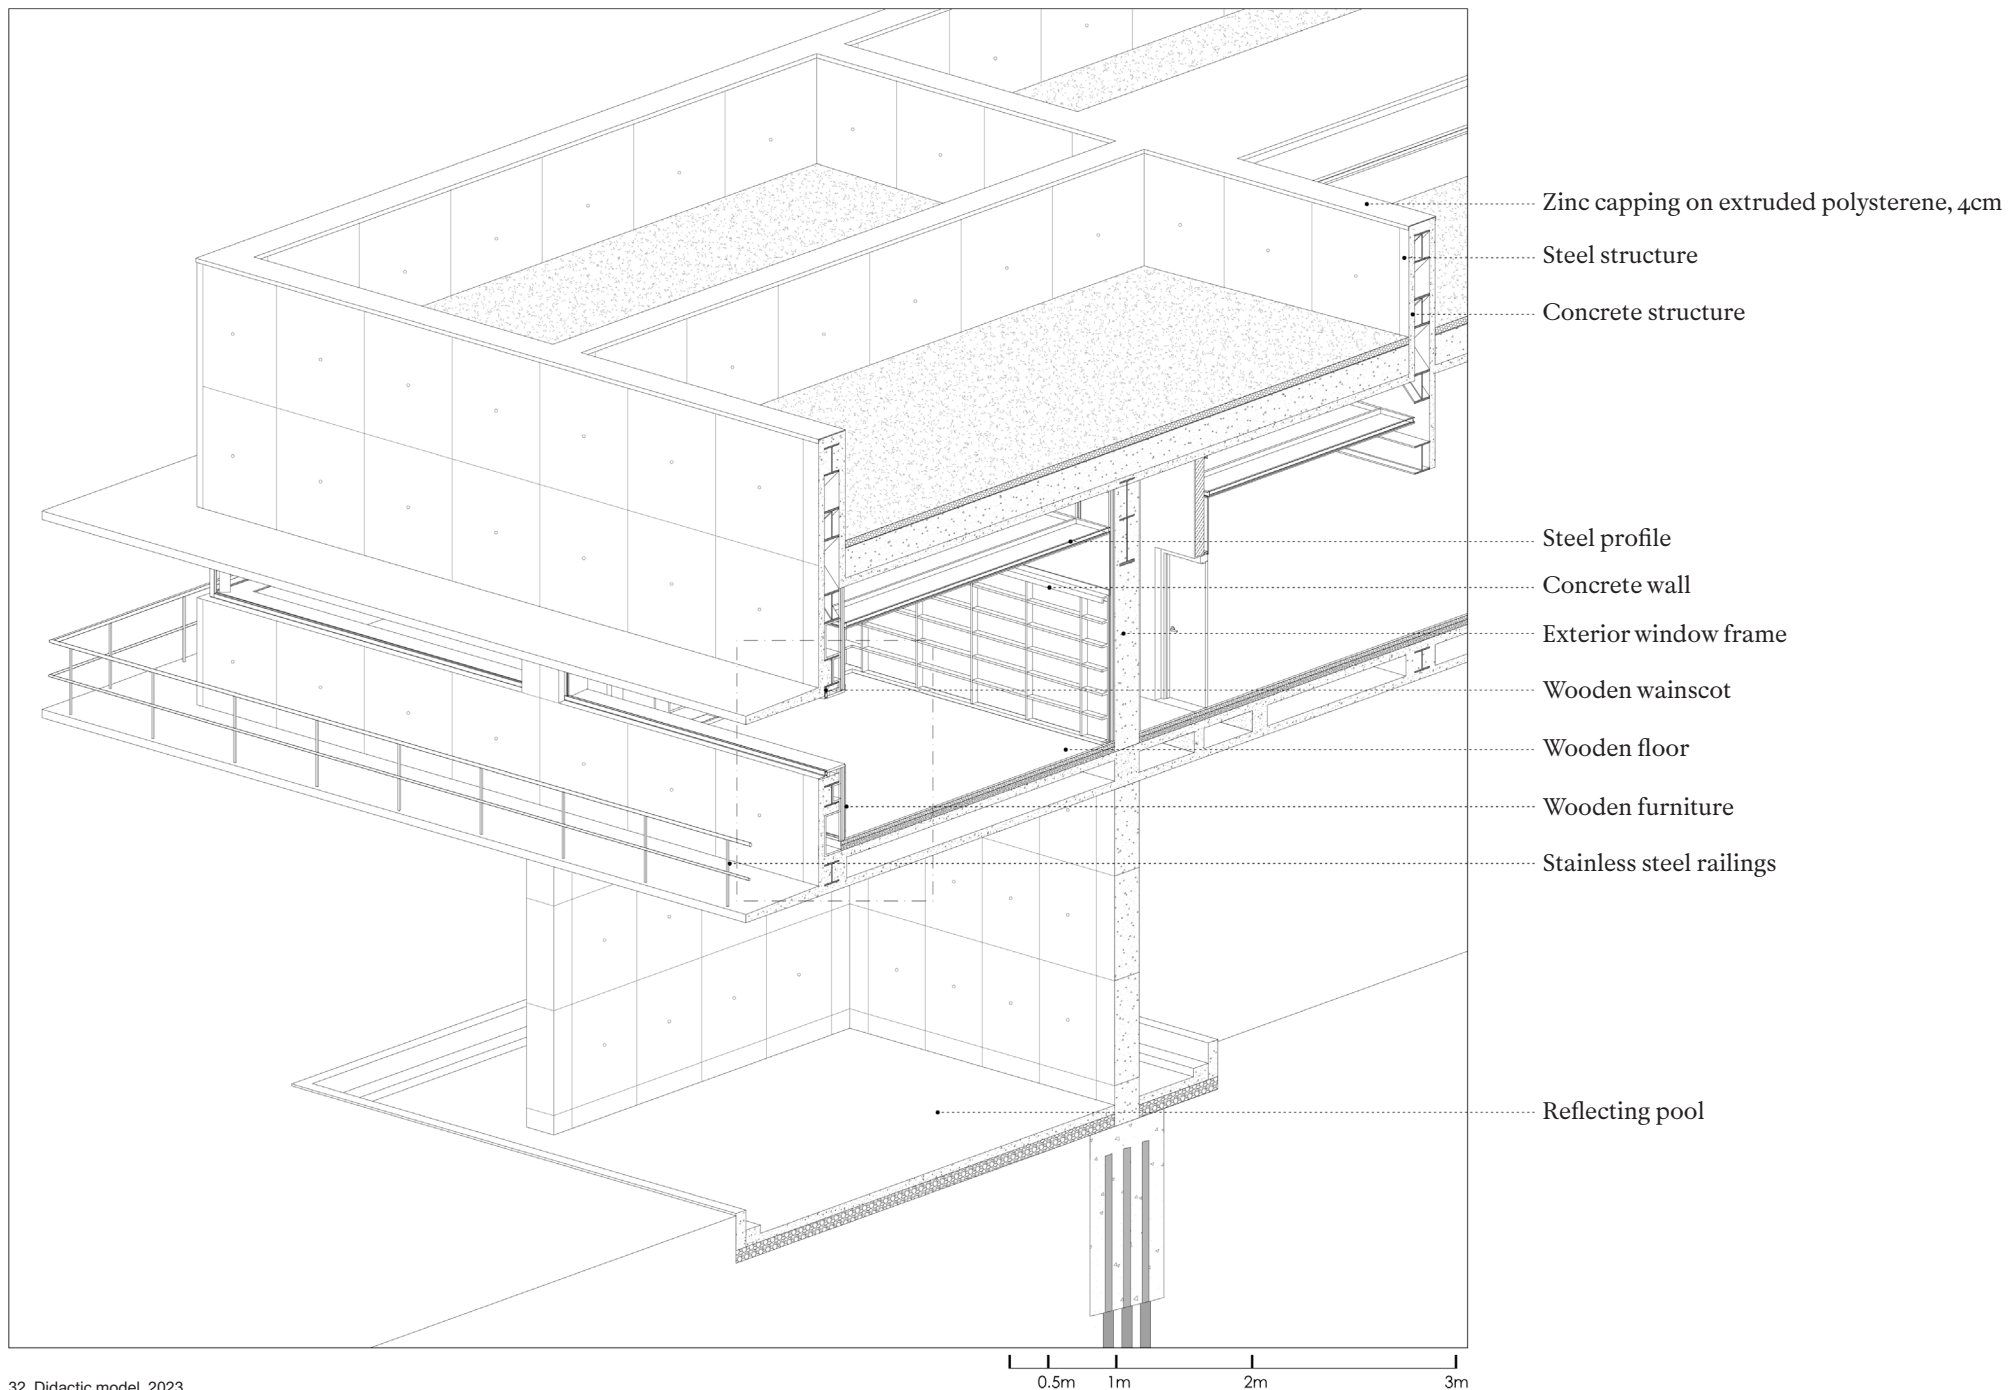 Zinc capping on extruded polysterene, 4cm
Steel structure
Concrete structure
Steel profile
Concrete wall
Exterior window frame
Wooden wainscot
Wooden floor
Wooden furniture
Stainless steel railings
Reflecting pool
0.5m 1m 2m 3m
32. Didactic model, 2023